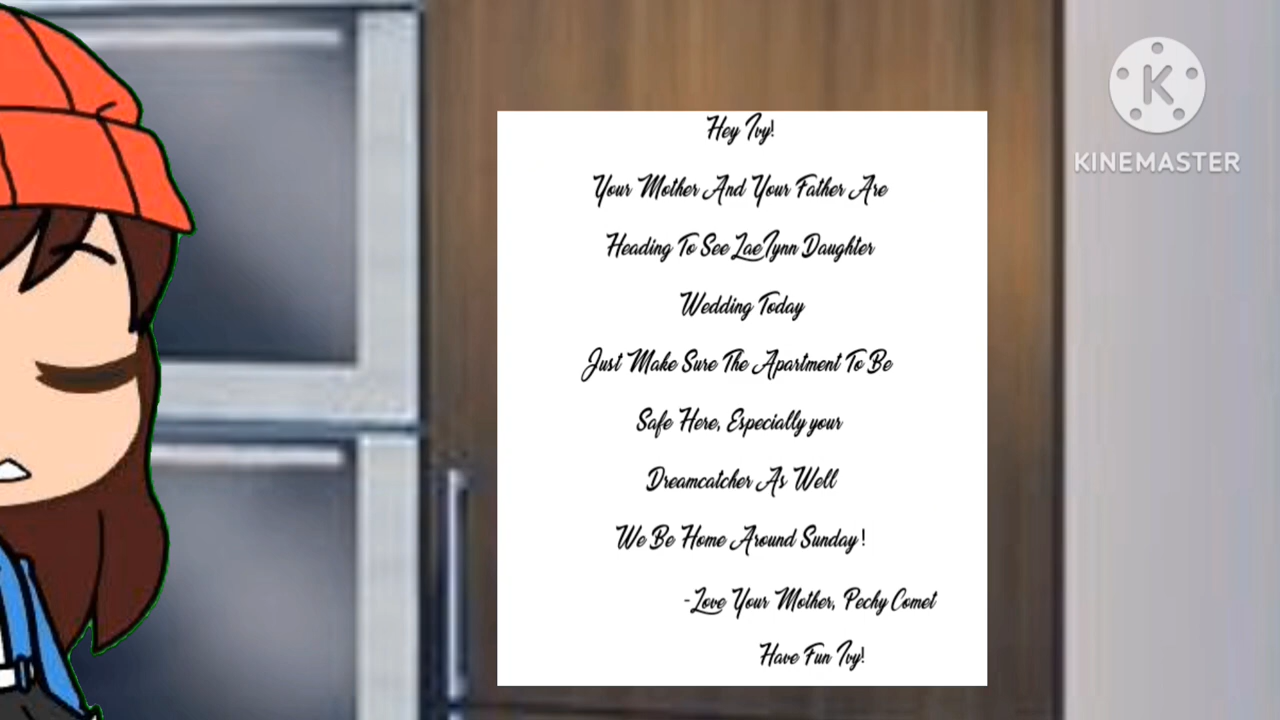 Hey Ivy!
Your Mother And Your Father Are
Heading To See LaeLynn Daughter
Wedding Today
Just Make Sure The Apartment To Be
Safe Here, Especially your
Dreamcatcher As Well
We Be Home Around Sunday!
-Love Your Mother, Pechy Comet
Have Fun Ivy!
K
KINEMASTER